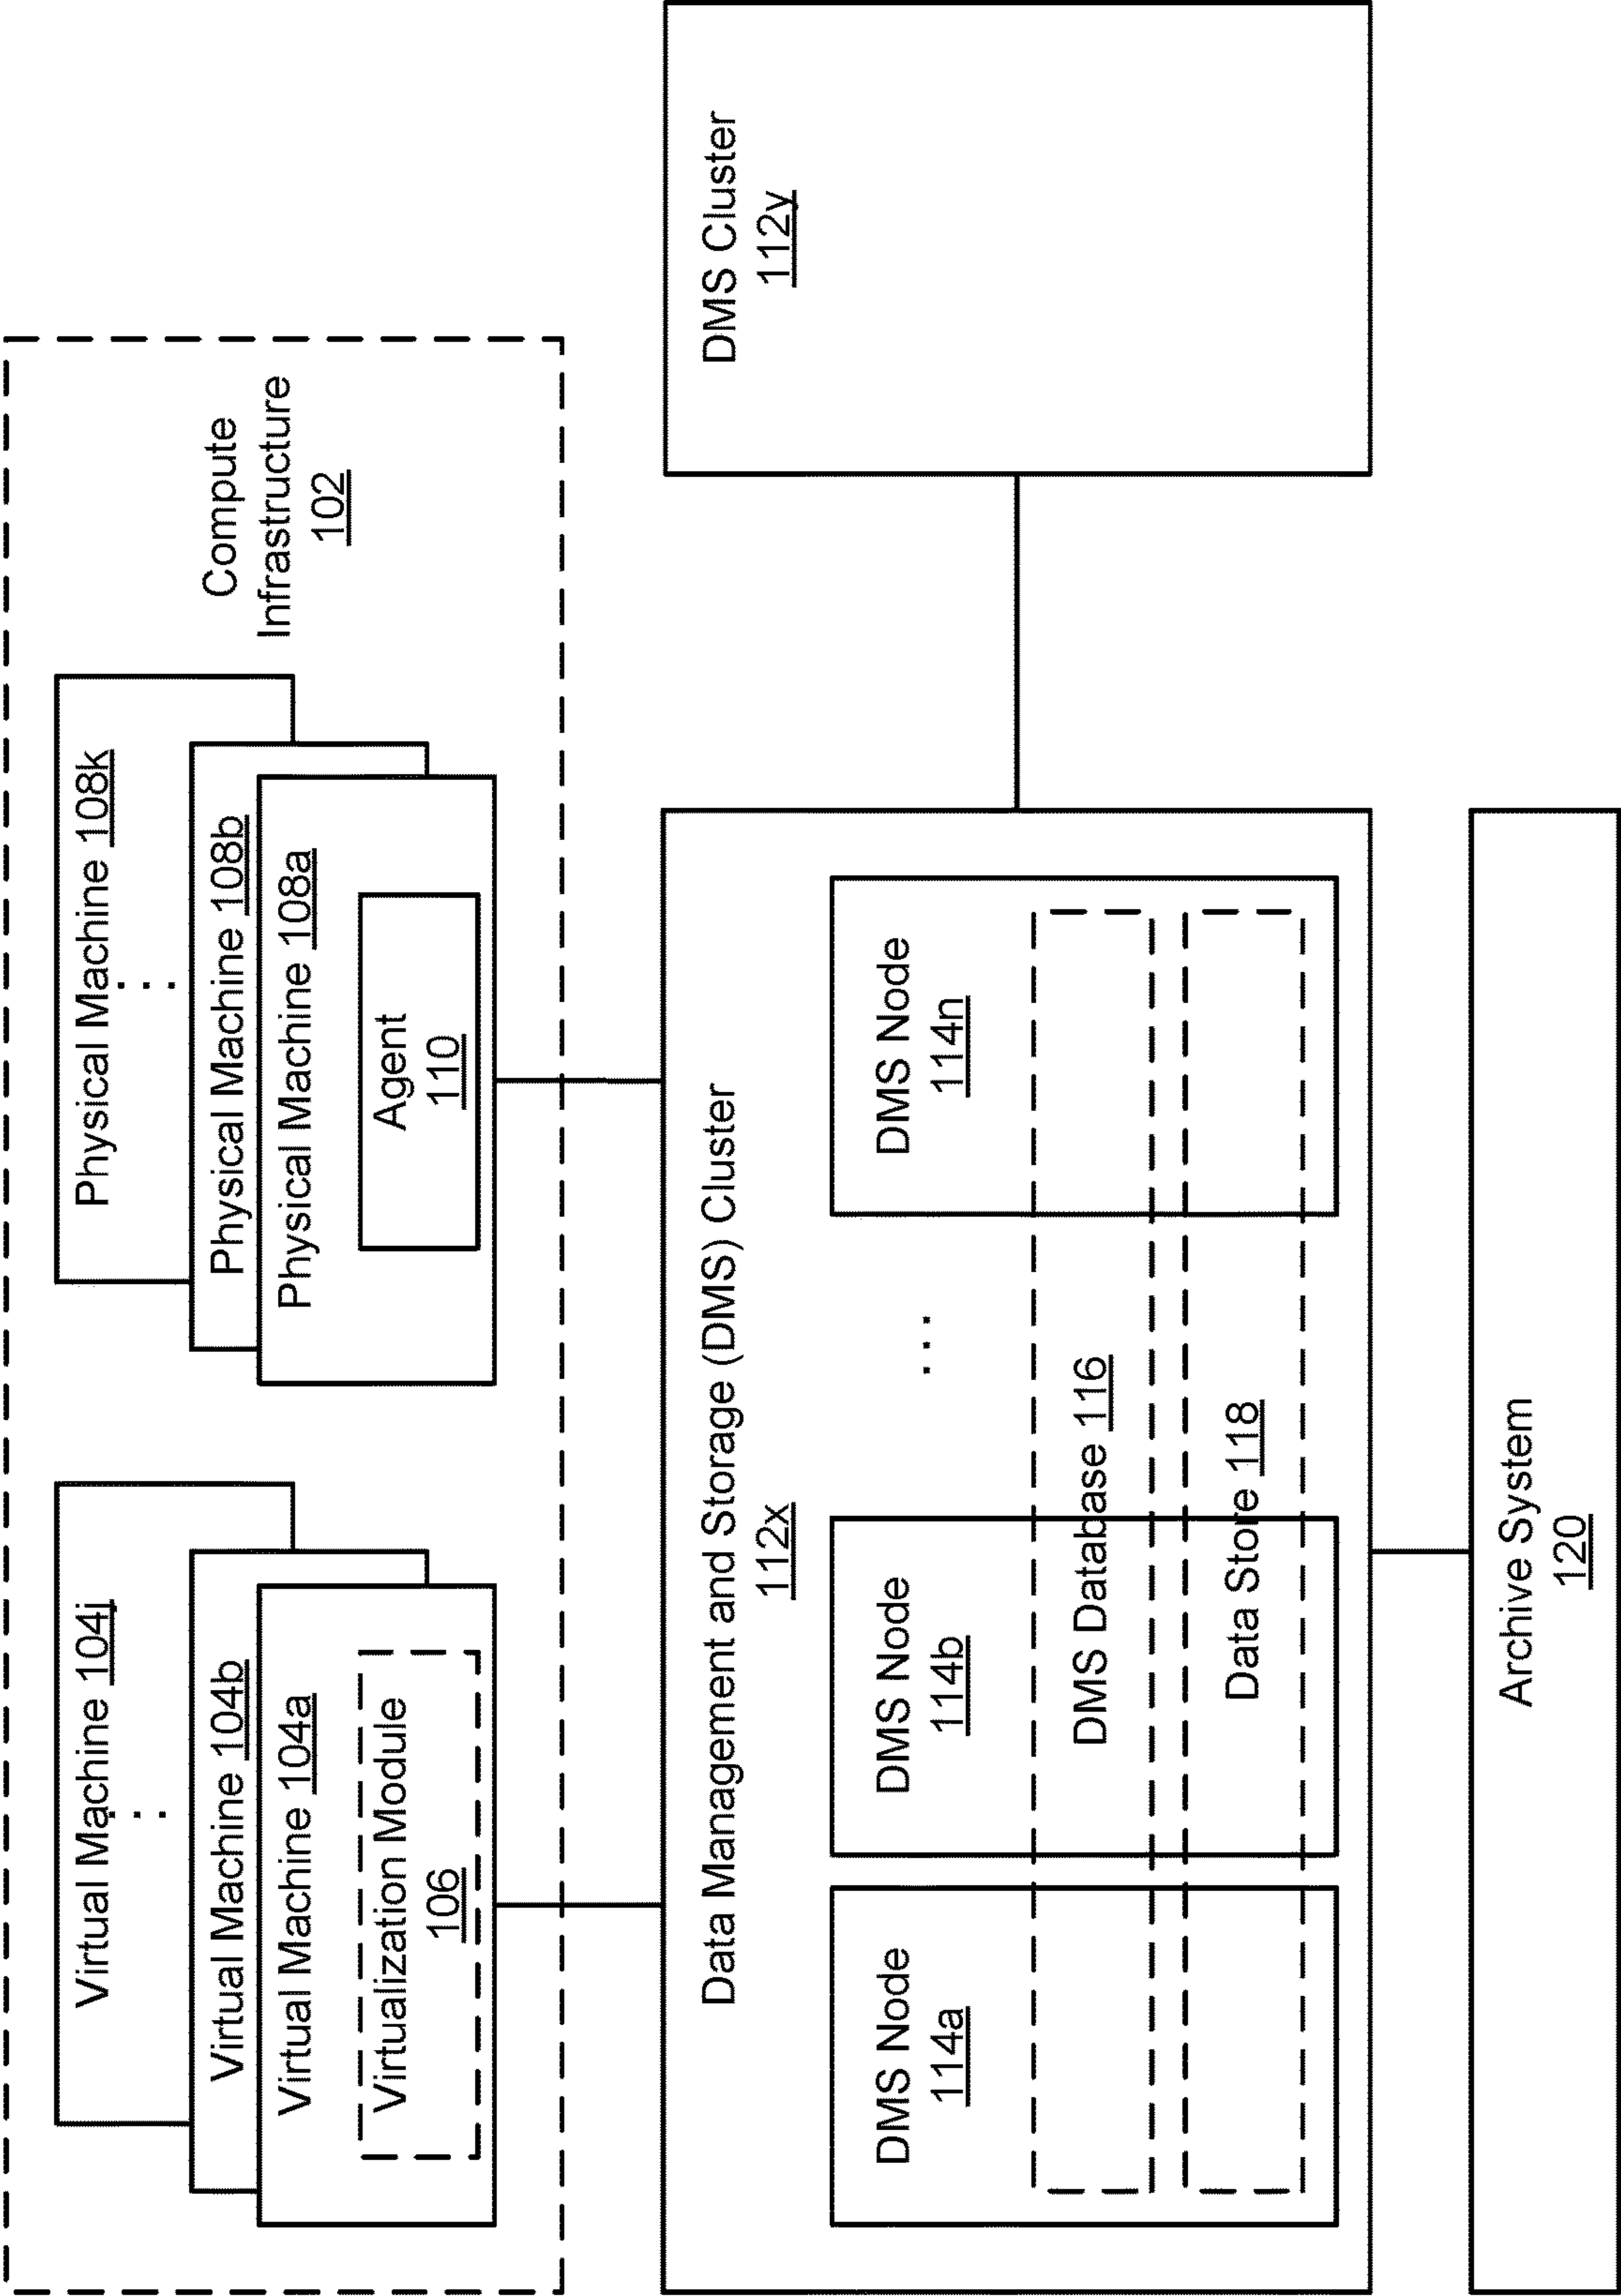 Virtual Machine 104j
...
Virtual Machine 104b
Virtual Machine 104a
Virtualization Module
106
Physical Machine 108k
...
Physical Machine 108b
Physical Machine 108a
Agent
110
Compute
Infrastructure
102
Data Management and Storage (DMS) Cluster
112x
DMS Node
114a
DMS Node
114b
...
DMS Node
114n
DMS Database 116
Data Store 118
DMS Cluster
112y
Archive System
120